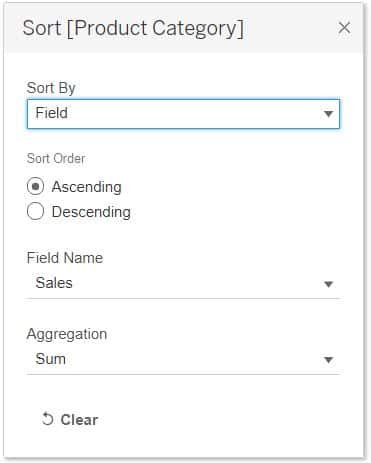 Sort [Product Category]
Sort By
Field
Sort Order
Ascending
Descending
Field Name
Sales
Aggregation
Sum
Clear